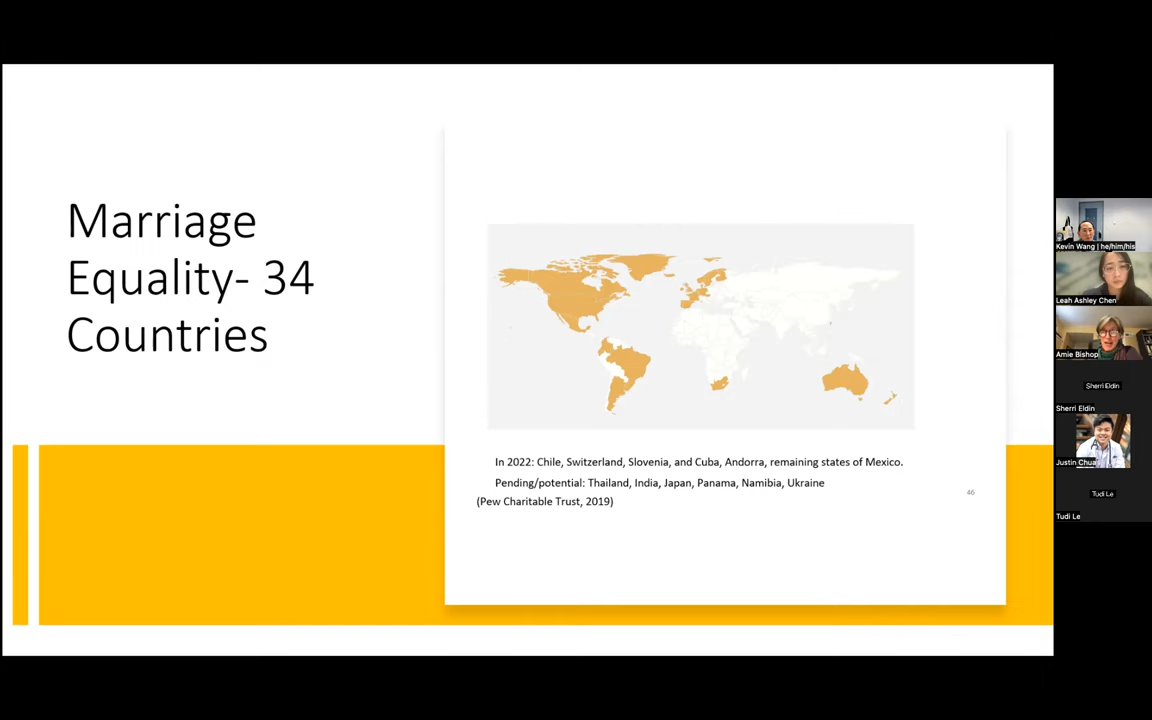 Marriage
Equality- 34
Countries
In 2022: Chile, Switzerland, Slovenia, and Cuba, Andorra, remaining states of Mexico.
Pending/potential: Thailand, India, Japan, Panama, Namibia, Ukraine
(Pew Charitable Trust, 2019)
46
Kevin Wang | he/him/his
Leah Ashley Chen
Amie Bishop
Sherri Eldin
Sherri Eldin
Justin Chua
Tudi Le
Tudi Le